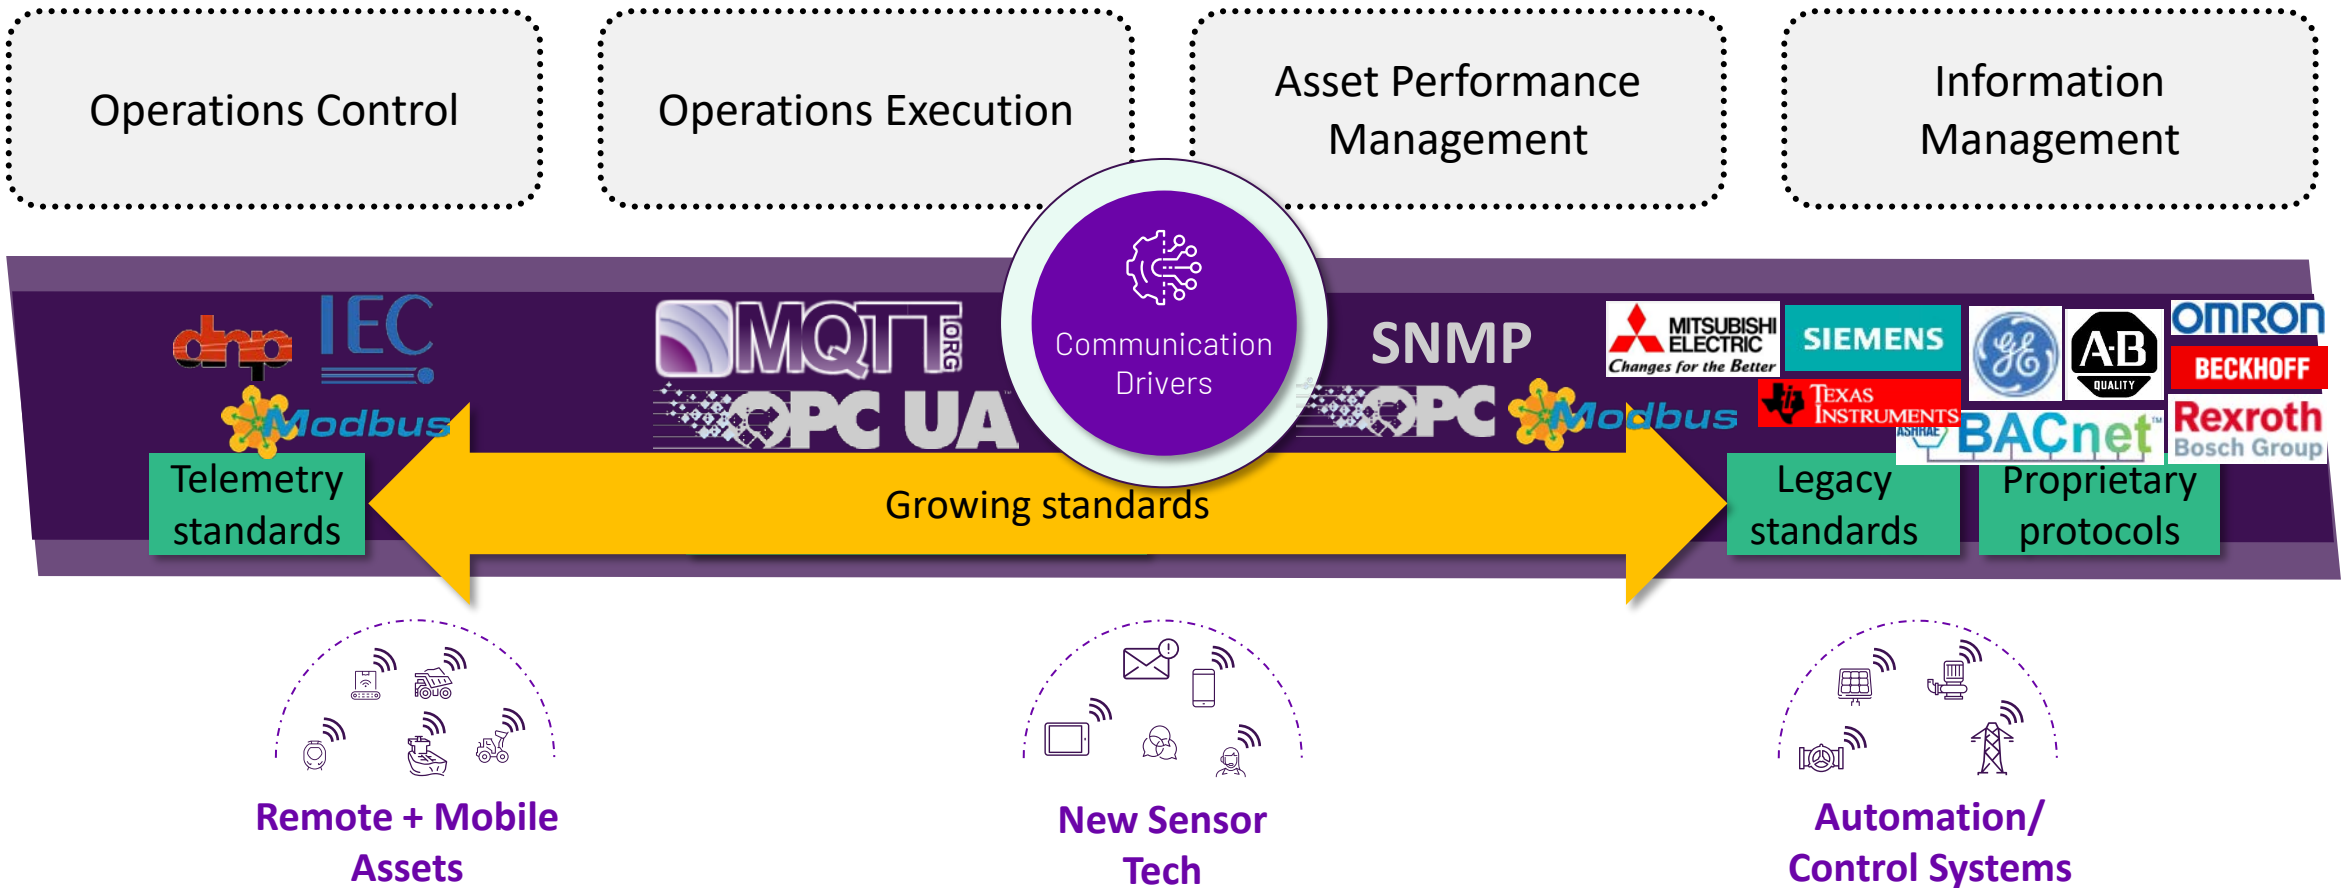 Operations Control
Operations Execution
Asset Performance
Management
Information
Management
Communication
Drivers
dnp
IEC
Modbus
MQTT
.ORG
OPC UA
SNMP
OPC
Modbus
MITSUBISHI
ELECTRIC
Changes for the Better
SIEMENS
TEXAS
INSTRUMENTS
GE
A-B
QUALITY
OMRON
BECKHOFF
ASHRAE BACnet™
Rexroth
Bosch Group
Telemetry
standards
Growing standards
Legacy
standards
Proprietary
protocols
Remote + Mobile
Assets
New Sensor
Tech
Automation/
Control Systems